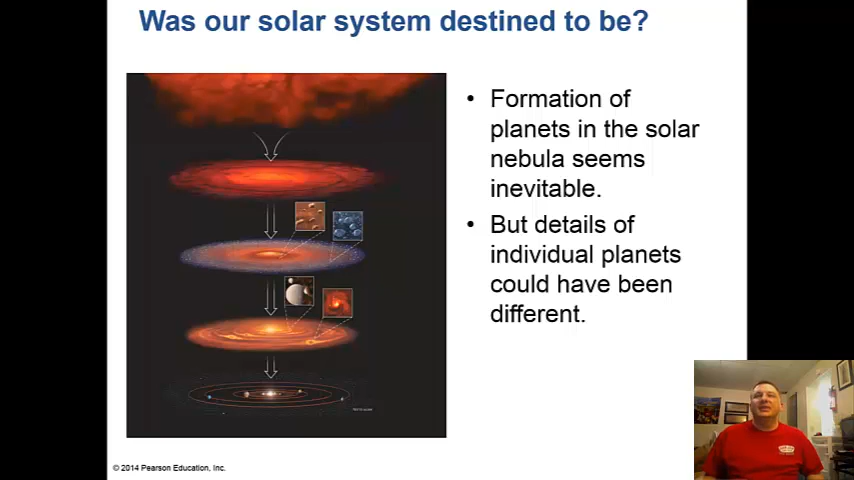 Was our solar system destined to be?
• Formation of
planets in the solar
nebula seems
inevitable.
• But details of
individual planets
could have been
different.
© 2014 Pearson Education, Inc.